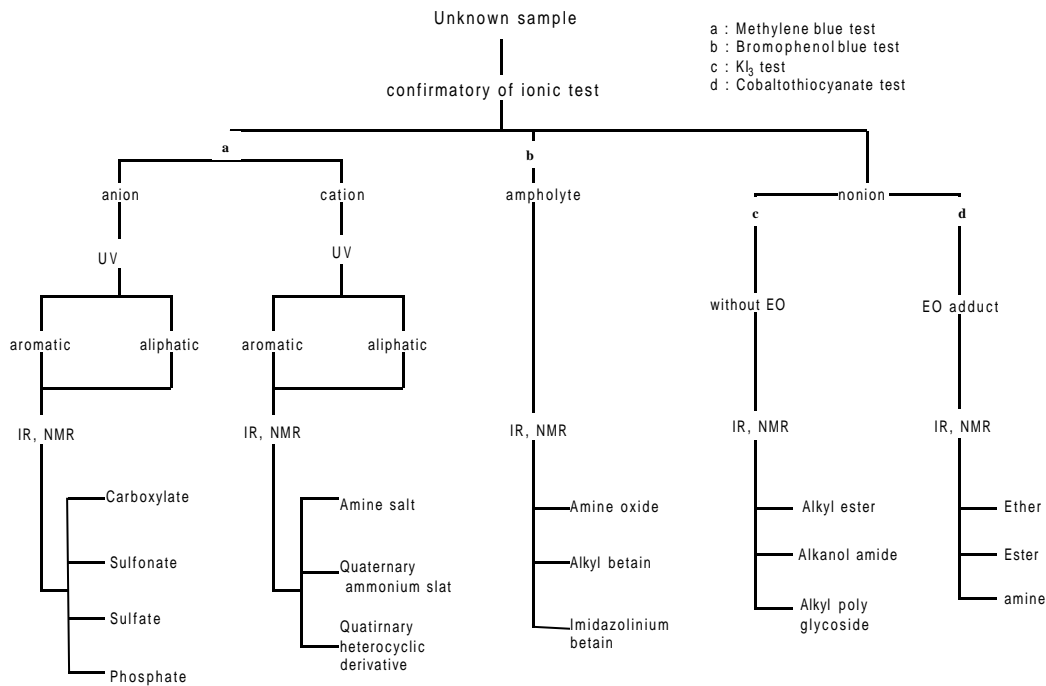 Unknown sample
a : Methylene blue test
b : Bromophenol blue test
c : KI3 test
d : Cobaltothiocyanate test
confirmatory of ionic test
a
b
anion
cation
ampholyte
nonion
c
d
UV
UV
without EO
EO adduct
aromatic
aliphatic
aromatic
aliphatic
IR, NMR
IR, NMR
IR, NMR
IR, NMR
IR, NMR
Carboxylate
Sulfonate
Sulfate
Phosphate
Amine salt
Quaternary
ammonium slat
Quatirnary
heterocyclic
derivative
Amine oxide
Alkyl betain
Imidazolinium
betain
Alkyl ester
Alkanol amide
Alkyl poly
glycoside
Ether
Ester
amine